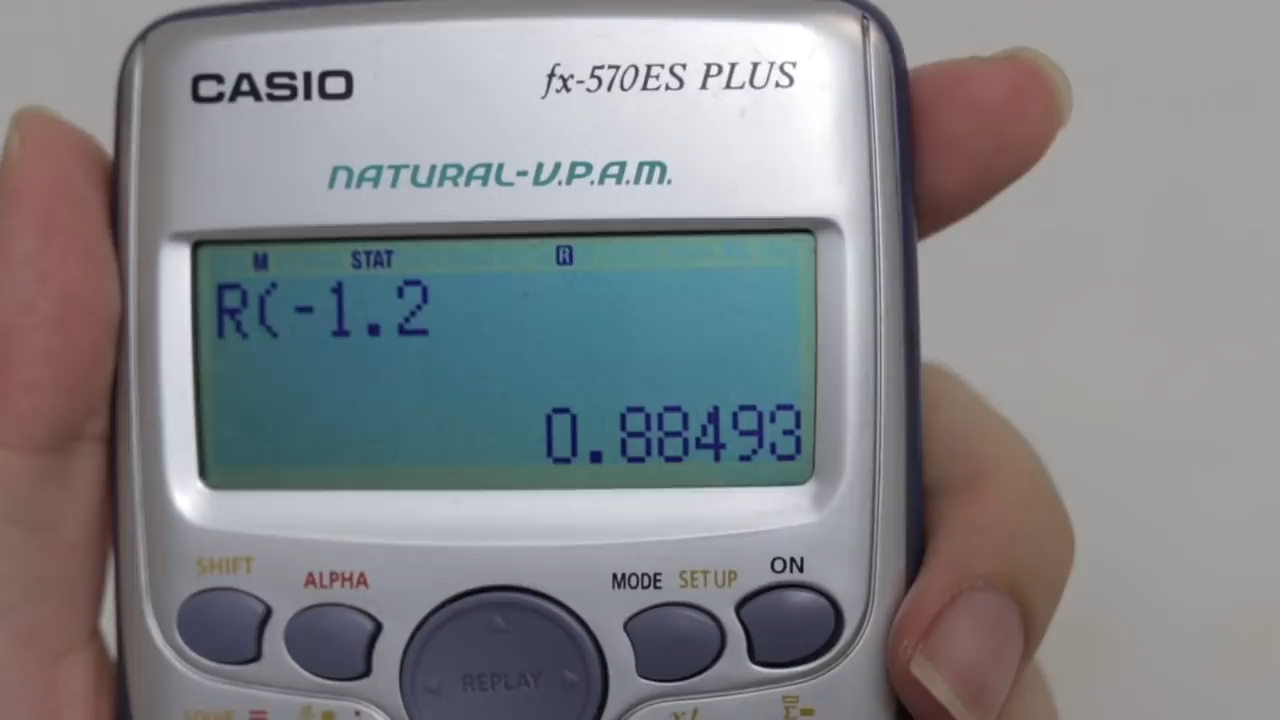 CASIO fx-570ES PLUS
NATURAL-V.P.A.M.
M STAT R
R(-1.2
0.88493
SHIFT ALPHA MODE SETUP ON
REPLAY